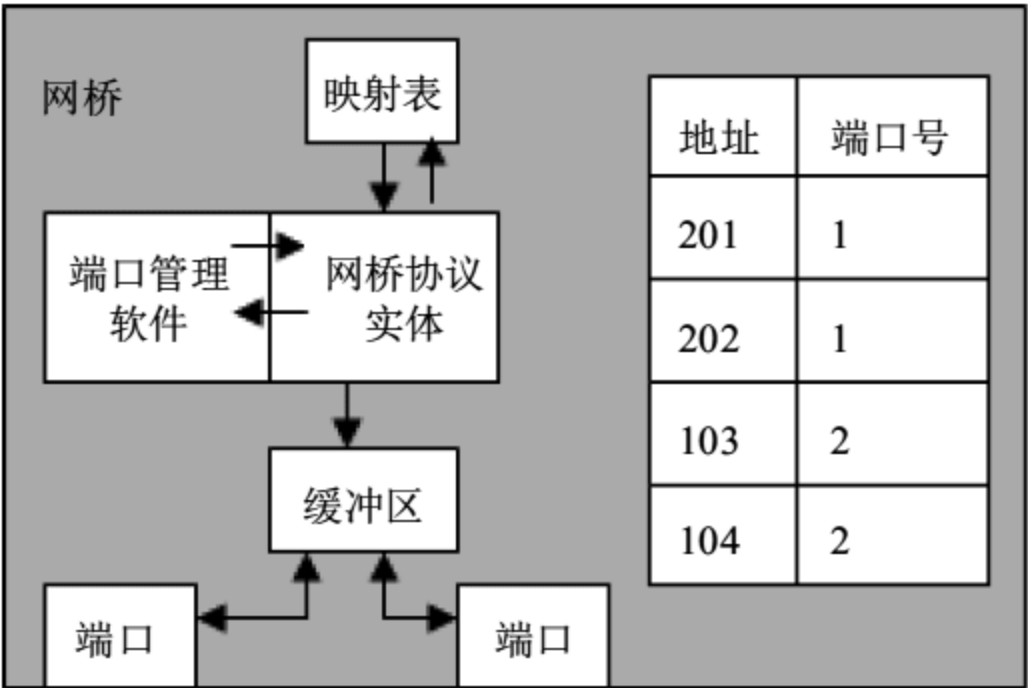 网桥
映射表
端口管理
软件
网桥协议
实体
缓冲区
端口
端口
地址 端口号
201 1
202 1
103 2
104 2